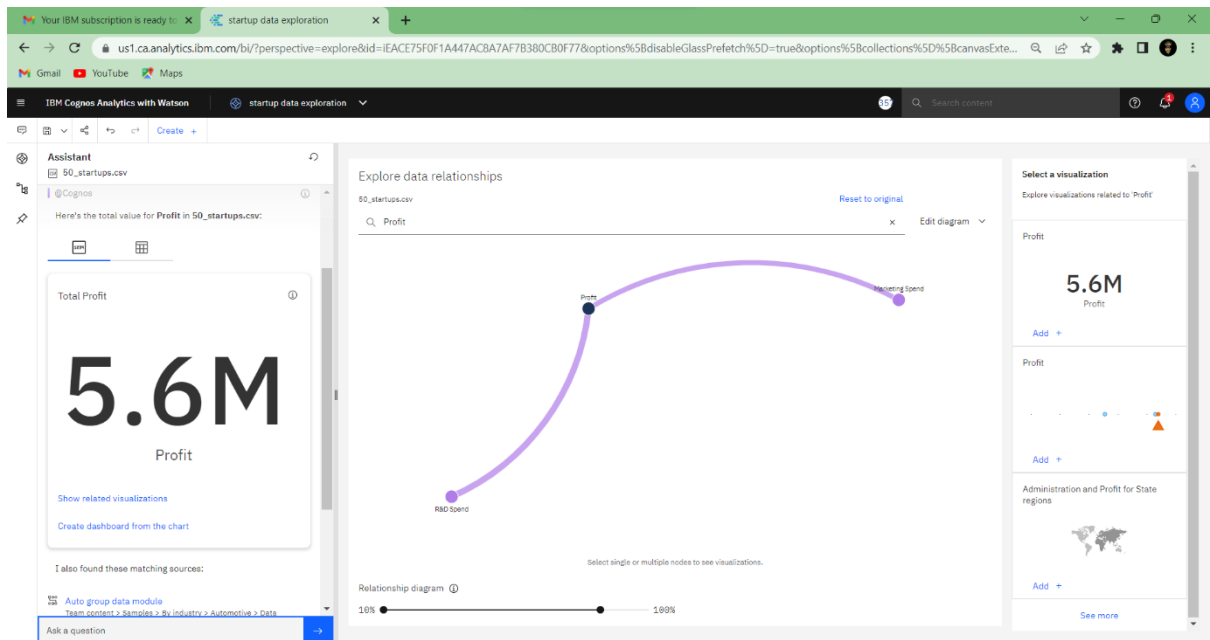 Your IBM subscription is ready to
startup data exploration
us1.ca.analytics.ibm.com/bi/?perspective=explore&id=iEACE75F0F1A447AC8A7AF7B380CB0F77&options%5BdisableGlassPrefetch%5D=true&options%5Bcollections%5D%5BcanvasExte...
Gmail YouTube Maps
IBM Cognos Analytics with Watson startup data exploration Search content 1
Create +
Assistant
50_startups.csv
@Cognos
Here's the total value for Profit in 50_startups.csv:
Total Profit
5.6M
Profit
Show related visualizations
Create dashboard from the chart
I also found these matching sources:
Auto group data module
Team content > Samples > By industry > Automotive > Data
Ask a question
Explore data relationships
50_startups.csv Reset to original
Profit Edit diagram
Profit
Marketing Spend
R&D Spend
Select single or multiple nodes to see visualizations.
Relationship diagram
10% 100%
Select a visualization
Explore visualizations related to 'Profit'
Profit
5.6M
Profit
Add +
Profit
Add +
Administration and Profit for State
regions
Add +
See more